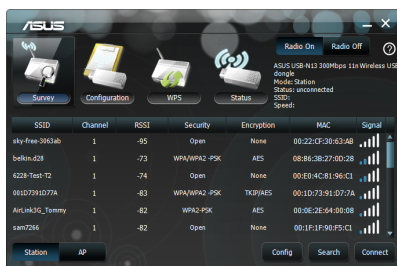 ASUS
Radio On Radio Off
ASUS USB-N13 300Mbps 11n Wireless USB
dongle
Mode: Station
Status: unconnected
SSID:
Speed:
Survey Configuration WPS Status
SSID Channel RSSI Security Encryption MAC Signal
sky-free-3063ab 1 -95 Open None 00:22:CF:30:63:AB
belkin.d28 1 -73 WPA/WPA2 -PSK AES 08:86:3B:27:0D:28
6228-Test-T2 1 -74 Open None 00:E0:4C:81:96:C1
001D7391D77A 1 -83 WPA/WPA2 -PSK TKIP/AES 00:1D:73:91:D7:7A
AirLink3G_Tommy 1 -82 WPA2-PSK AES 00:0E:2E:64:00:08
sam7266 1 -82 Open None 00:1F:1F:90:F5:C1
Station AP Config Search Connect